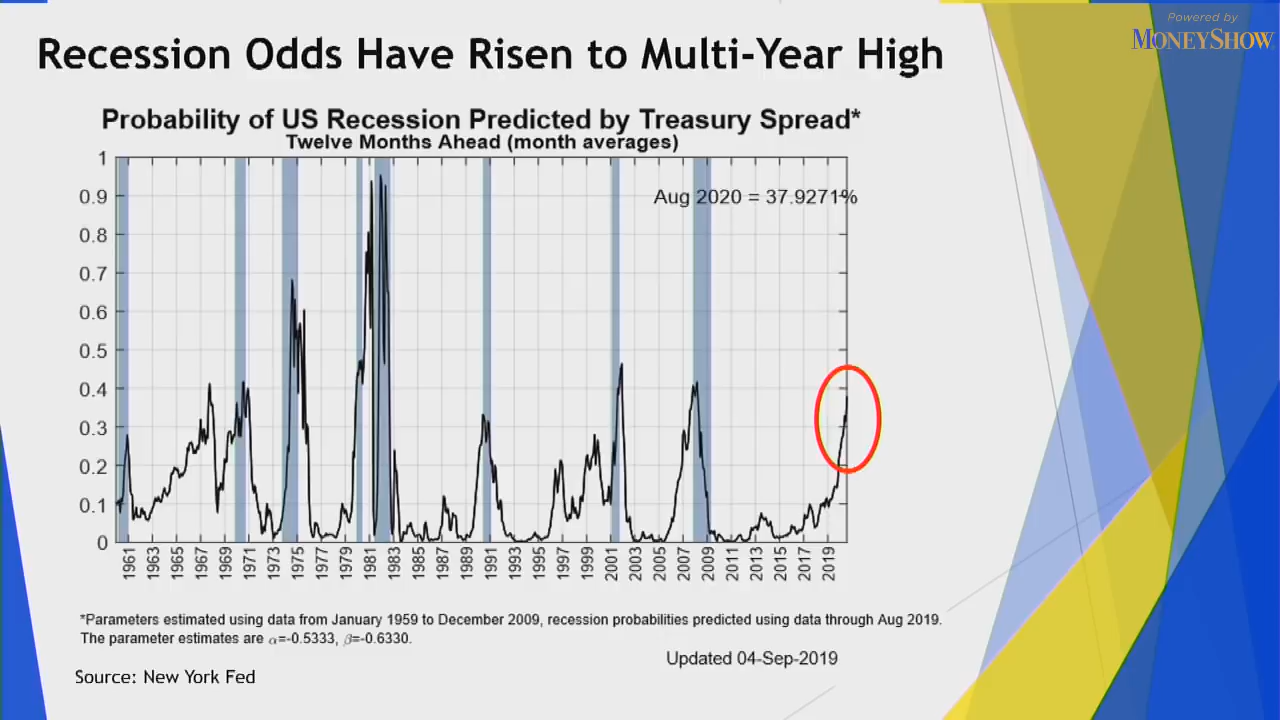 Powered by
MONEYSHOW
Recession Odds Have Risen to Multi-Year High
Probability of US Recession Predicted by Treasury Spread*
Twelve Months Ahead (month averages)
Aug 2020 = 37.9271%
1
0.9
0.8
0.7
0.6
0.5
0.4
0.3
0.2
0.1
0
1961 1963 1965 1967 1969 1971 1973 1975 1977 1979 1981 1983 1985 1987 1989 1991 1993 1995 1997 1999 2001 2003 2005 2007 2009 2011 2013 2015 2017 2019
*Parameters estimated using data from January 1959 to December 2009, recession probabilities predicted using data through Aug 2019.
The parameter estimates are α=-0.5333, β=-0.6330.
Updated 04-Sep-2019
Source: New York Fed